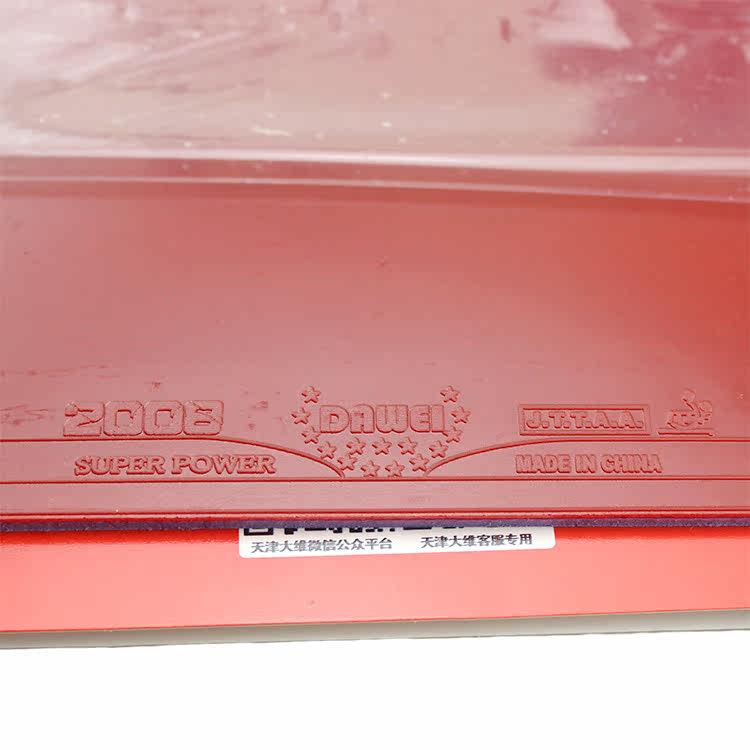 2008 DAWEI J.T.T.A.A.
SUPER POWER MADE IN CHINA
天津大维微信公众平台 天津大维客服专用